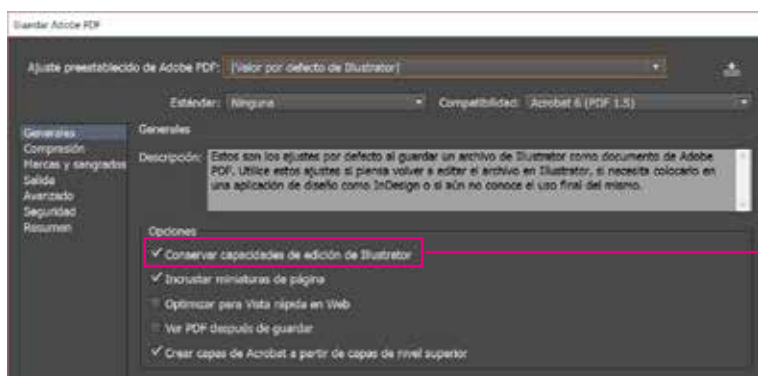 Guardar Adobe PDF
Ajuste preestablecido de Adobe PDF: [Valor por defecto de Illustrator]
Estándar: Ninguna Compatibilidad: Acrobat 6 (PDF 1.5)
Generales
Compresión
Marcas y sangrados
Salida
Avanzado
Seguridad
Resumen
Generales
Descripción: Estos son los ajustes por defecto al guardar un archivo de Illustrator como documento de Adobe
PDF. Utilice estos ajustes si piensa volver a editar el archivo en Illustrator, si necesita colocarlo en
una aplicación de diseño como InDesign o si aún no conoce el uso final del mismo.
Opciones
Conservar capacidades de edición de Illustrator
Incrustar miniaturas de página
Optimizar para Vista rápida en Web
Ver PDF después de guardar
Crear capas de Acrobat a partir de capas de nivel superior